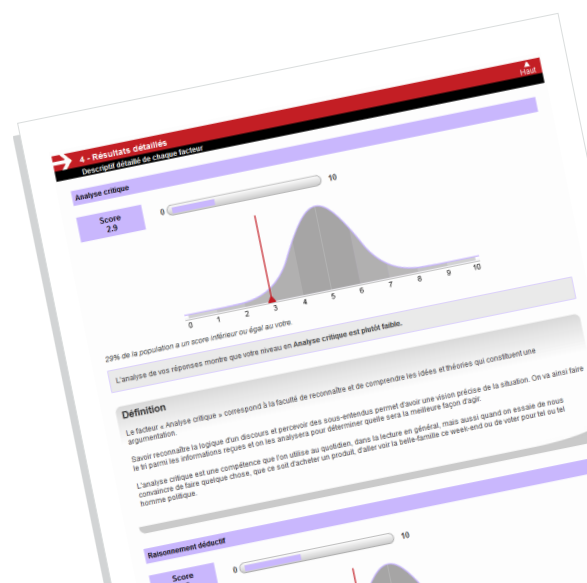 Haut
4 - Résultats détaillés
Descriptif détaillé de chaque facteur
Analyse critique
Score
2.9
0
10
0 1 2 3 4 5 6 7 8 9 10
29% de la population a un score inférieur ou égal au votre.
L'analyse de vos réponses montre que votre niveau en Analyse critique est plutôt faible.
Définition
Le facteur « Analyse critique » correspond à la faculté de reconnaître et de comprendre les idées et théories qui constituent une
argumentation.
Savoir reconnaître la logique d'un discours et percevoir des sous-entendus permet d'avoir une vision précise de la situation. On va ainsi faire
le tri parmi les informations reçues et on les analysera pour déterminer quelle sera la meilleure façon d'agir.
L'analyse critique est une compétence que l'on utilise au quotidien, dans la lecture en général, mais aussi quand on essaie de nous
convaincre de faire quelque chose, que ce soit d'acheter un produit, d'aller voir la belle-famille ce week-end ou de voter pour tel ou tel
homme politique.
Raisonnement déductif
Score
0
10